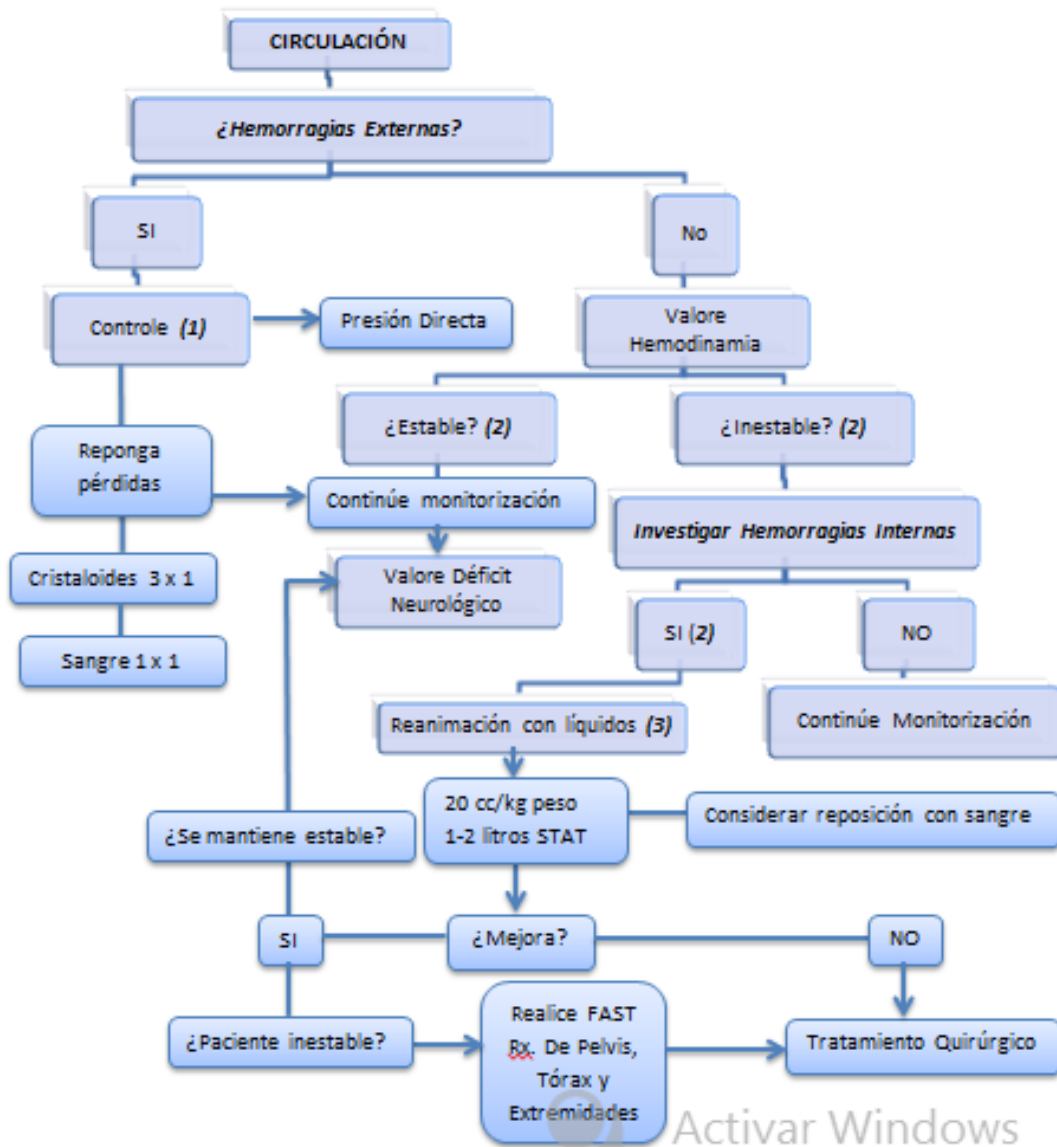 CIRCULACIÓN
¿Hemorragias Externas?
SI
No
Controle (1)
Presión Directa
Valore
Hemodinamia
¿Estable? (2)
¿Inestable? (2)
Reponga
pérdidas
Continúe monitorización
Investigar Hemorragias Internas
Cristaloides 3 x 1
Valore Déficit
Neurológico
SI (2)
NO
Sangre 1 x 1
Reanimación con líquidos (3)
Continúe Monitorización
20 cc/kg peso
1-2 litros STAT
Considerar reposición con sangre
¿Se mantiene estable?
SI
¿Mejora?
NO
¿Paciente inestable?
Realice FAST
Rx. De Pelvis,
Tórax y
Extremidades
Tratamiento Quirúrgico
Activar Windows